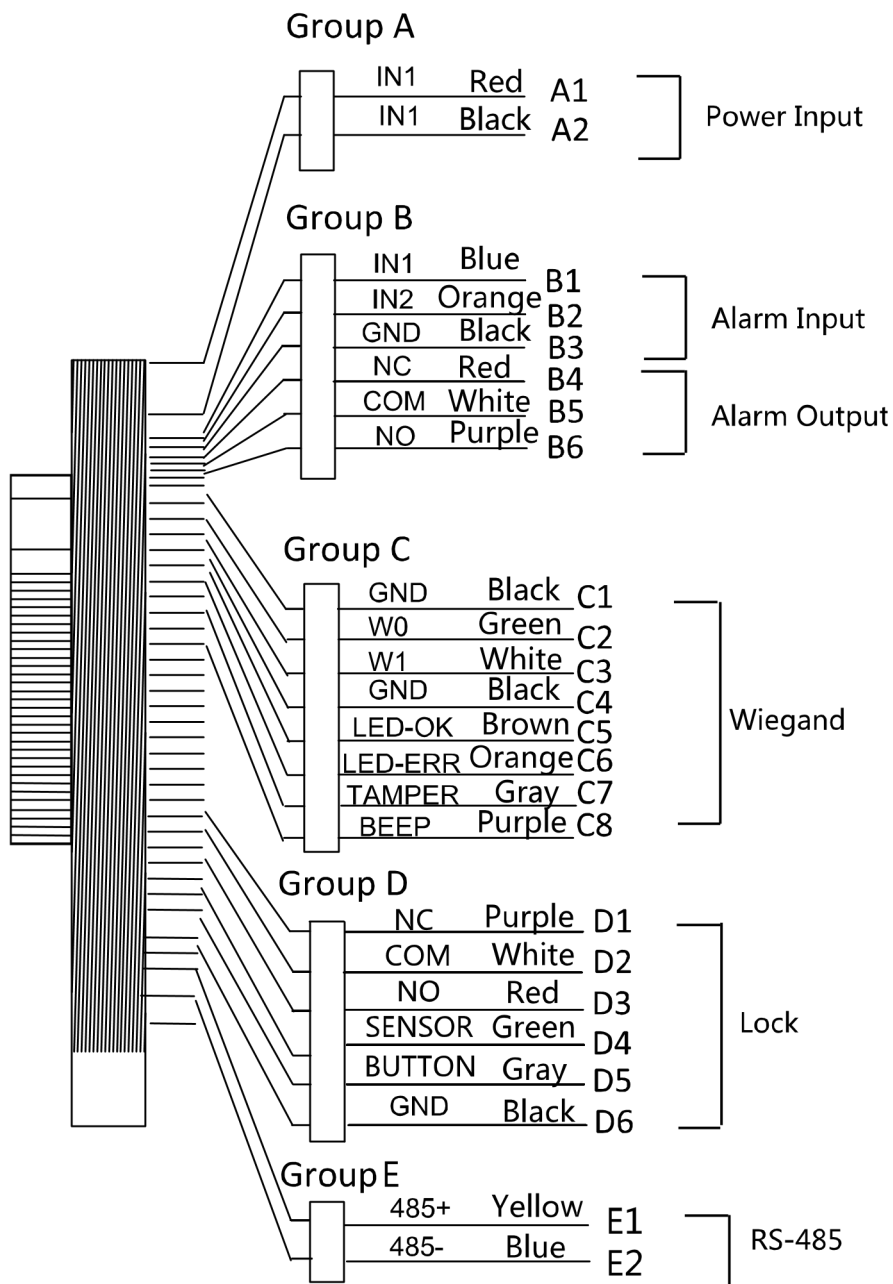 Group A
IN1 Red A1
IN1 Black A2
Power Input
Group B
IN1 Blue B1
IN2 Orange B2
GND Black B3
Alarm Input
NC Red B4
COM White B5
NO Purple B6
Alarm Output
Group C
GND Black C1
W0 Green C2
W1 White C3
GND Black C4
LED-OK Brown C5
LED-ERR Orange C6
TAMPER Gray C7
BEEP Purple C8
Wiegand
Group D
NC Purple D1
COM White D2
NO Red D3
SENSOR Green D4
BUTTON Gray D5
GND Black D6
Lock
Group E
485+ Yellow E1
485- Blue E2
RS-485